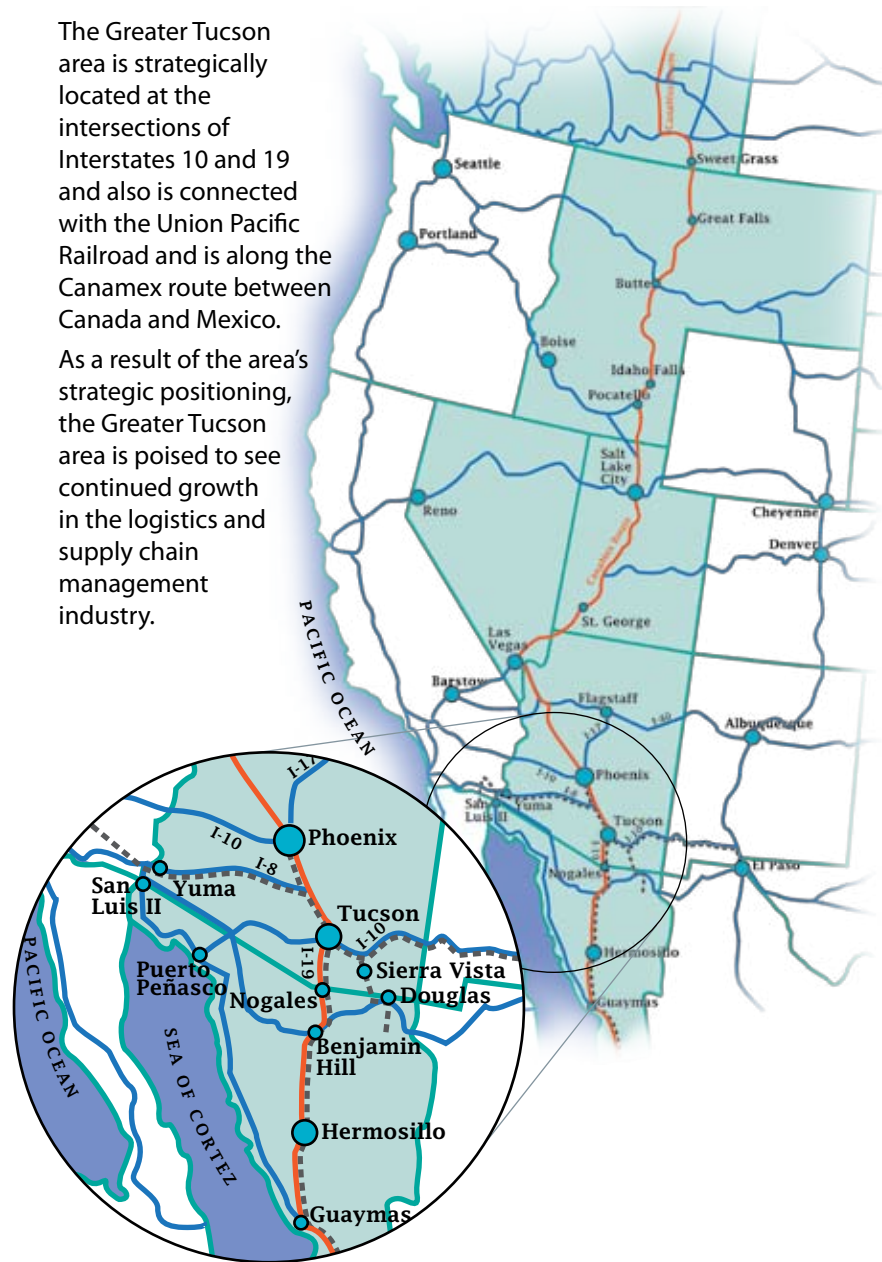 The Greater Tucson
area is strategically
located at the
intersections of
Interstates 10 and 19
and also is connected
with the Union Pacific
Railroad and is along the
Canamex route between
Canada and Mexico.
As a result of the area's
strategic positioning,
the Greater Tucson
area is poised to see
continued growth
in the logistics and
supply chain
management
industry.
Sweet Grass
Seattle
Great Falls
Portland
Butte
Boise
Idaho Falls
Pocatello
Salt
Lake
City
Reno
Cheyenne
Denver
Canamex Route
St. George
Las
Vegas
PACIFIC OCEAN
Barstow
Flagstaff
I-40
Albuquerque
I-17
Phoenix
I-10
I-8
San
Luis II
Yuma
Tucson
I-10
I-19
Nogales
El Paso
Hermosillo
Guaymas
I-17
I-10
Phoenix
I-8
San
Luis II
Yuma
Tucson
I-10
I-19
Puerto
Peñasco
Sierra Vista
Nogales
Douglas
PACIFIC OCEAN
SEA OF CORTEZ
Benjamin
Hill
Hermosillo
Guaymas